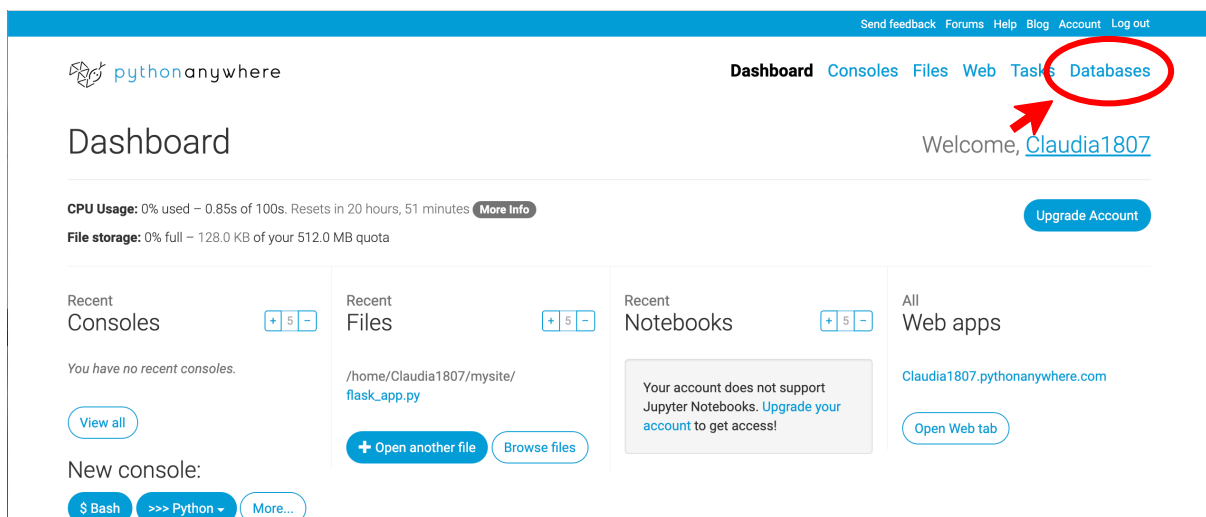 Send feedback Forums Help Blog Account Log out
pythonanywhere
Dashboard Consoles Files Web Tasks Databases
Dashboard
Welcome, Claudia1807
CPU Usage: 0% used – 0.85s of 100s. Resets in 20 hours, 51 minutes More Info
Upgrade Account
File storage: 0% full – 128.0 KB of your 512.0 MB quota
Recent
Consoles
+ 5 −
You have no recent consoles.
View all
New console:
$ Bash
>>> Python
More...
Recent
Files
+ 5 −
/home/Claudia1807/mysite/
flask_app.py
+ Open another file
Browse files
Recent
Notebooks
+ 5 −
Your account does not support
Jupyter Notebooks. Upgrade your
account to get access!
All
Web apps
Claudia1807.pythonanywhere.com
Open Web tab